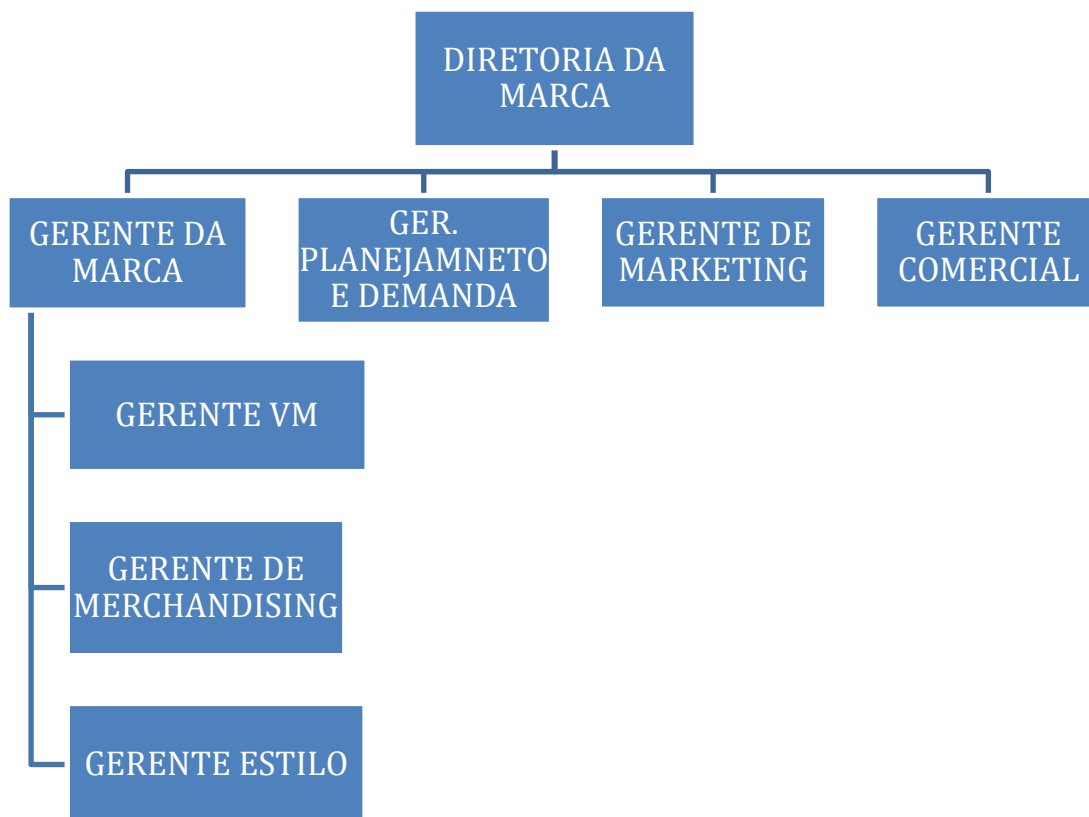 DIRETORIA DA
MARCA
GERENTE DA
MARCA
GER.
PLANEJAMNETO
E DEMANDA
GERENTE DE
MARKETING
GERENTE
COMERCIAL
GERENTE VM
GERENTE DE
MERCHANDISING
GERENTE ESTILO